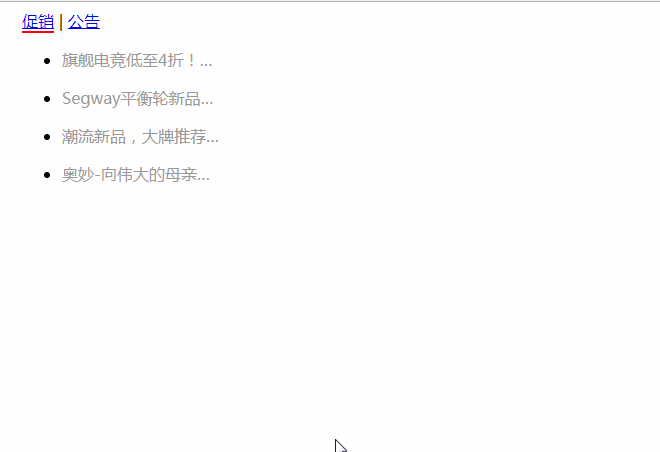 促销 | 公告
旗舰电竞低至4折！...
Segway平衡轮新品...
潮流新品，大牌推荐...
奥妙-向伟大的母亲...